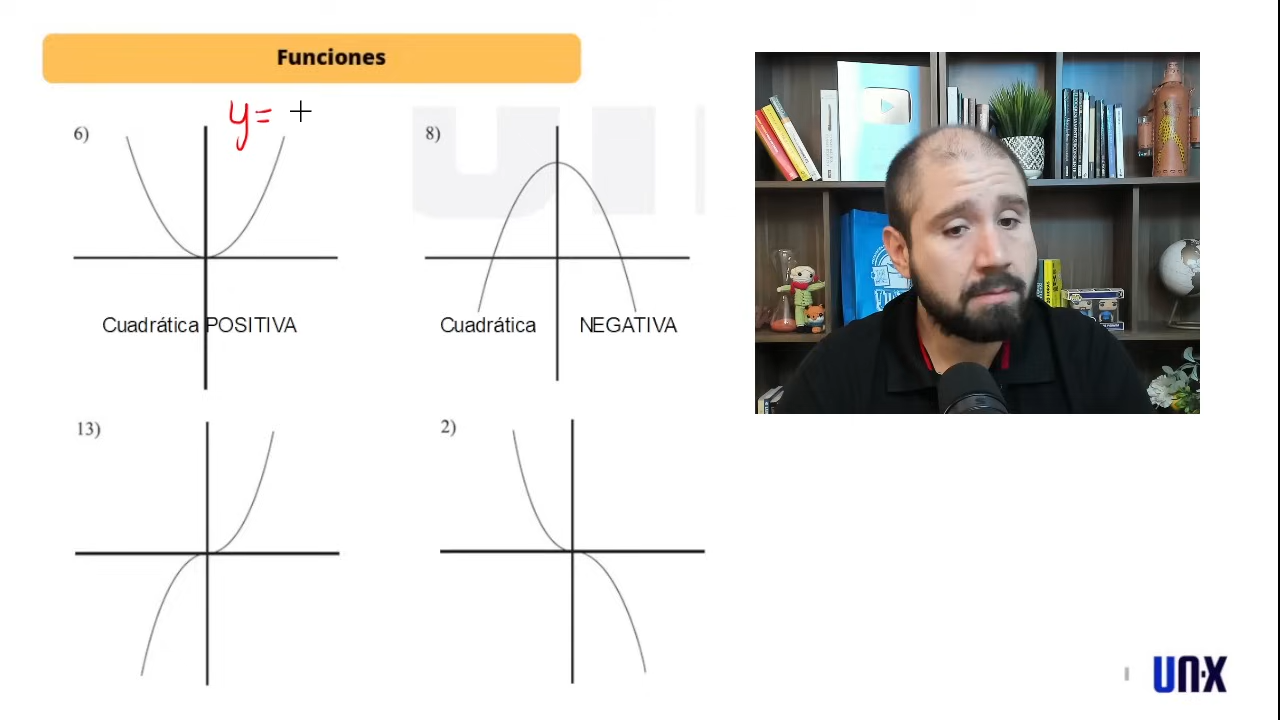 Funciones
y=
6)
8)
Cuadrática POSITIVA
Cuadrática NEGATIVA
13)
2)
UNX